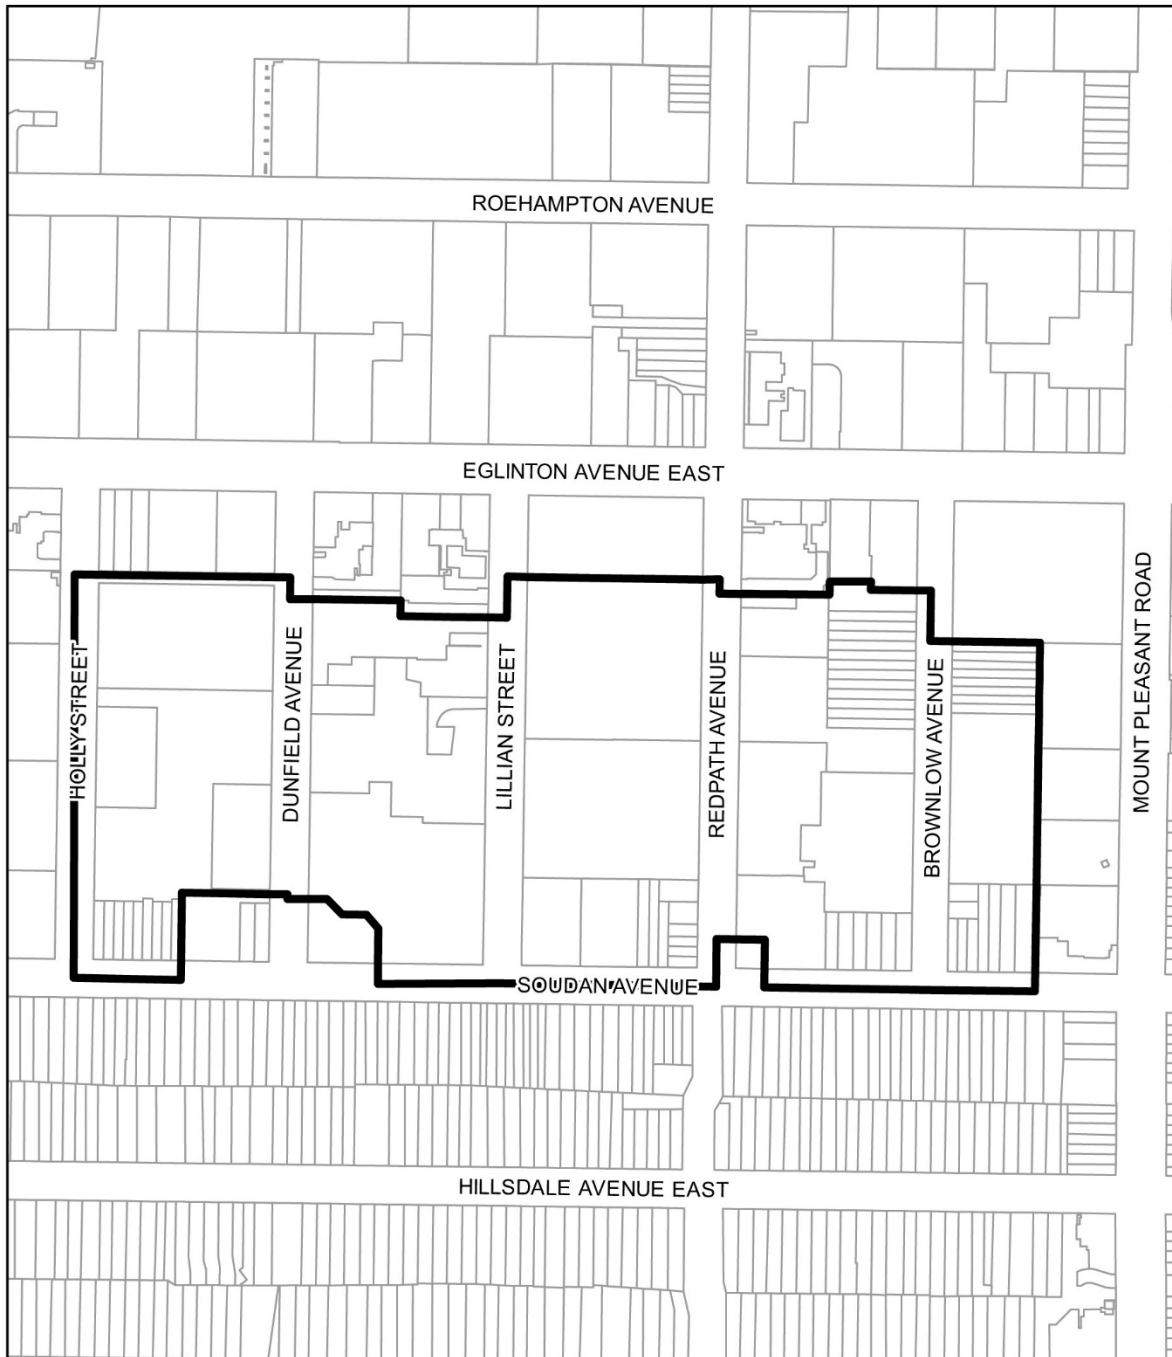 ROEHAMPTON AVENUE
EGLINTON AVENUE EAST
HOLLY STREET
DUNFIELD AVENUE
LILLIAN STREET
REDPATH AVENUE
BROWNLOW AVENUE
MOUNT PLEASANT ROAD
SOUDAN AVENUE
HILLSDALE AVENUE EAST